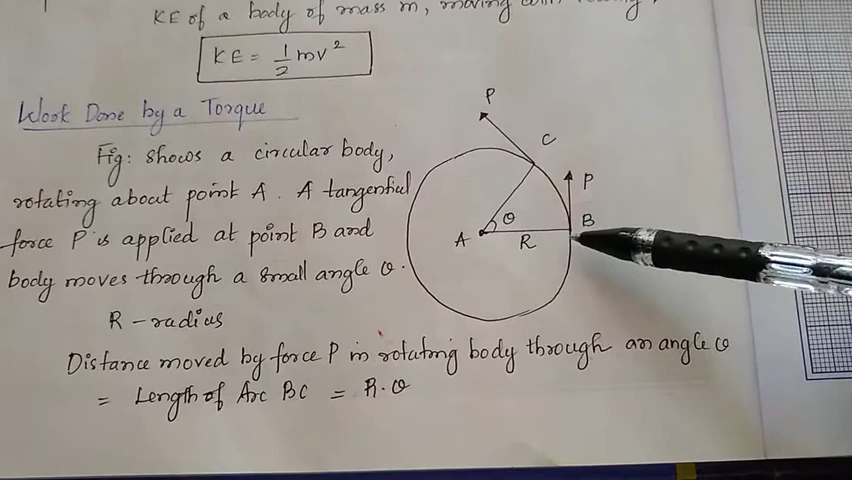 KE of a body of mass m, moving with
KE = 1/2 mv²
Work Done by a Torque
Fig: shows a circular body,
rotating about point A. A tangential
force P is applied at point B and
body moves through a small angle θ.
R - radius
P
C
P
θ
B
A
R
Distance moved by force P in rotating body through an angle θ
= Length of Arc BC = R.θ